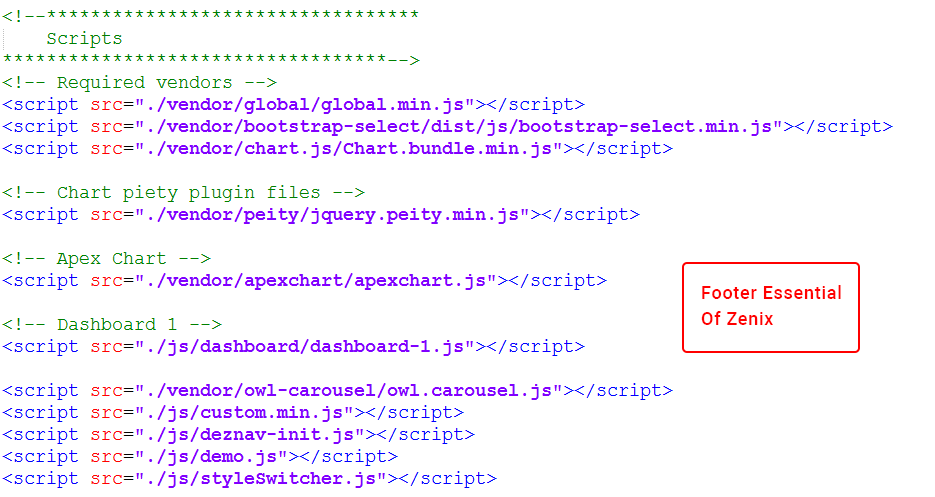 <!--**********************************
    Scripts
***********************************-->
<!-- Required vendors -->
<script src="./vendor/global/global.min.js"></script>
<script src="./vendor/bootstrap-select/dist/js/bootstrap-select.min.js"></script>
<script src="./vendor/chart.js/Chart.bundle.min.js"></script>
<!-- Chart piety plugin files -->
<script src="./vendor/peity/jquery.peity.min.js"></script>
<!-- Apex Chart -->
<script src="./vendor/apexchart/apexchart.js"></script>
Footer Essential
Of Zenix
<!-- Dashboard 1 -->
<script src="./js/dashboard/dashboard-1.js"></script>
<script src="./vendor/owl-carousel/owl.carousel.js"></script>
<script src="./js/custom.min.js"></script>
<script src="./js/deznav-init.js"></script>
<script src="./js/demo.js"></script>
<script src="./js/styleSwitcher.js"></script>